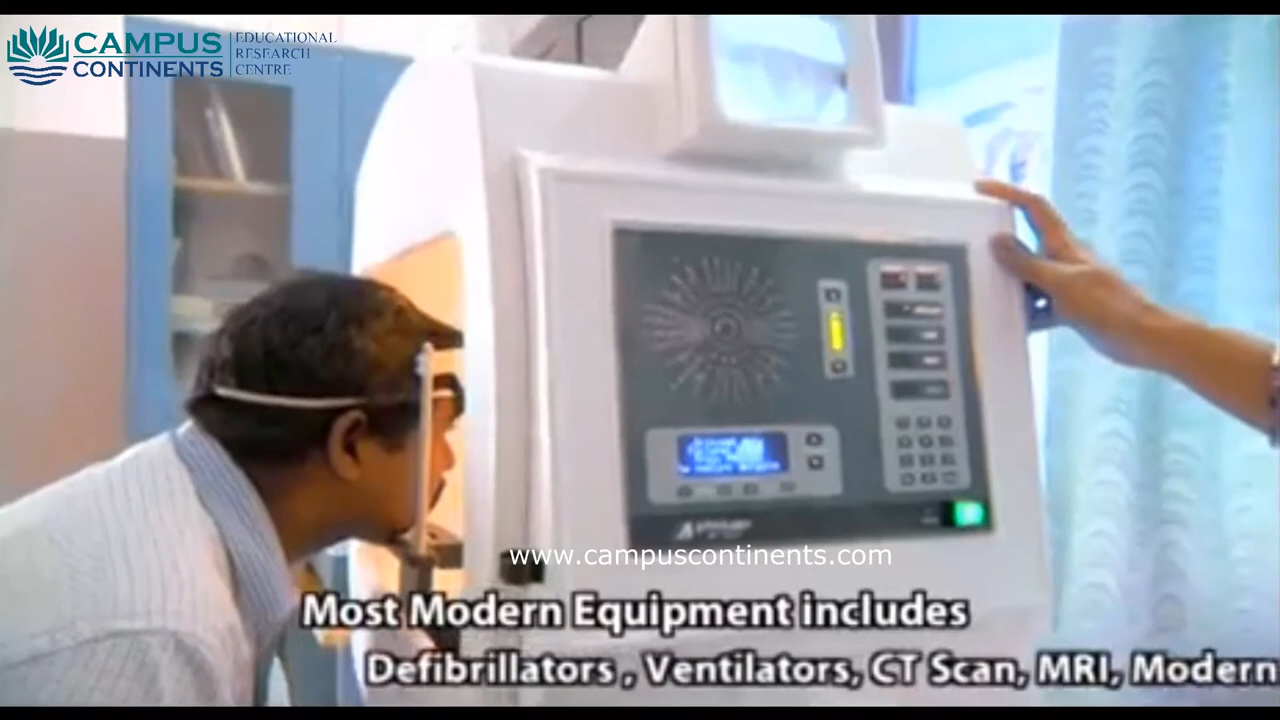 CAMPUS
CONTINENTS
EDUCATIONAL
RESEARCH
CENTRE
www.campuscontinents.com
Most Modern Equipment includes
Defibrillators , Ventilators, CT Scan, MRI, Modern